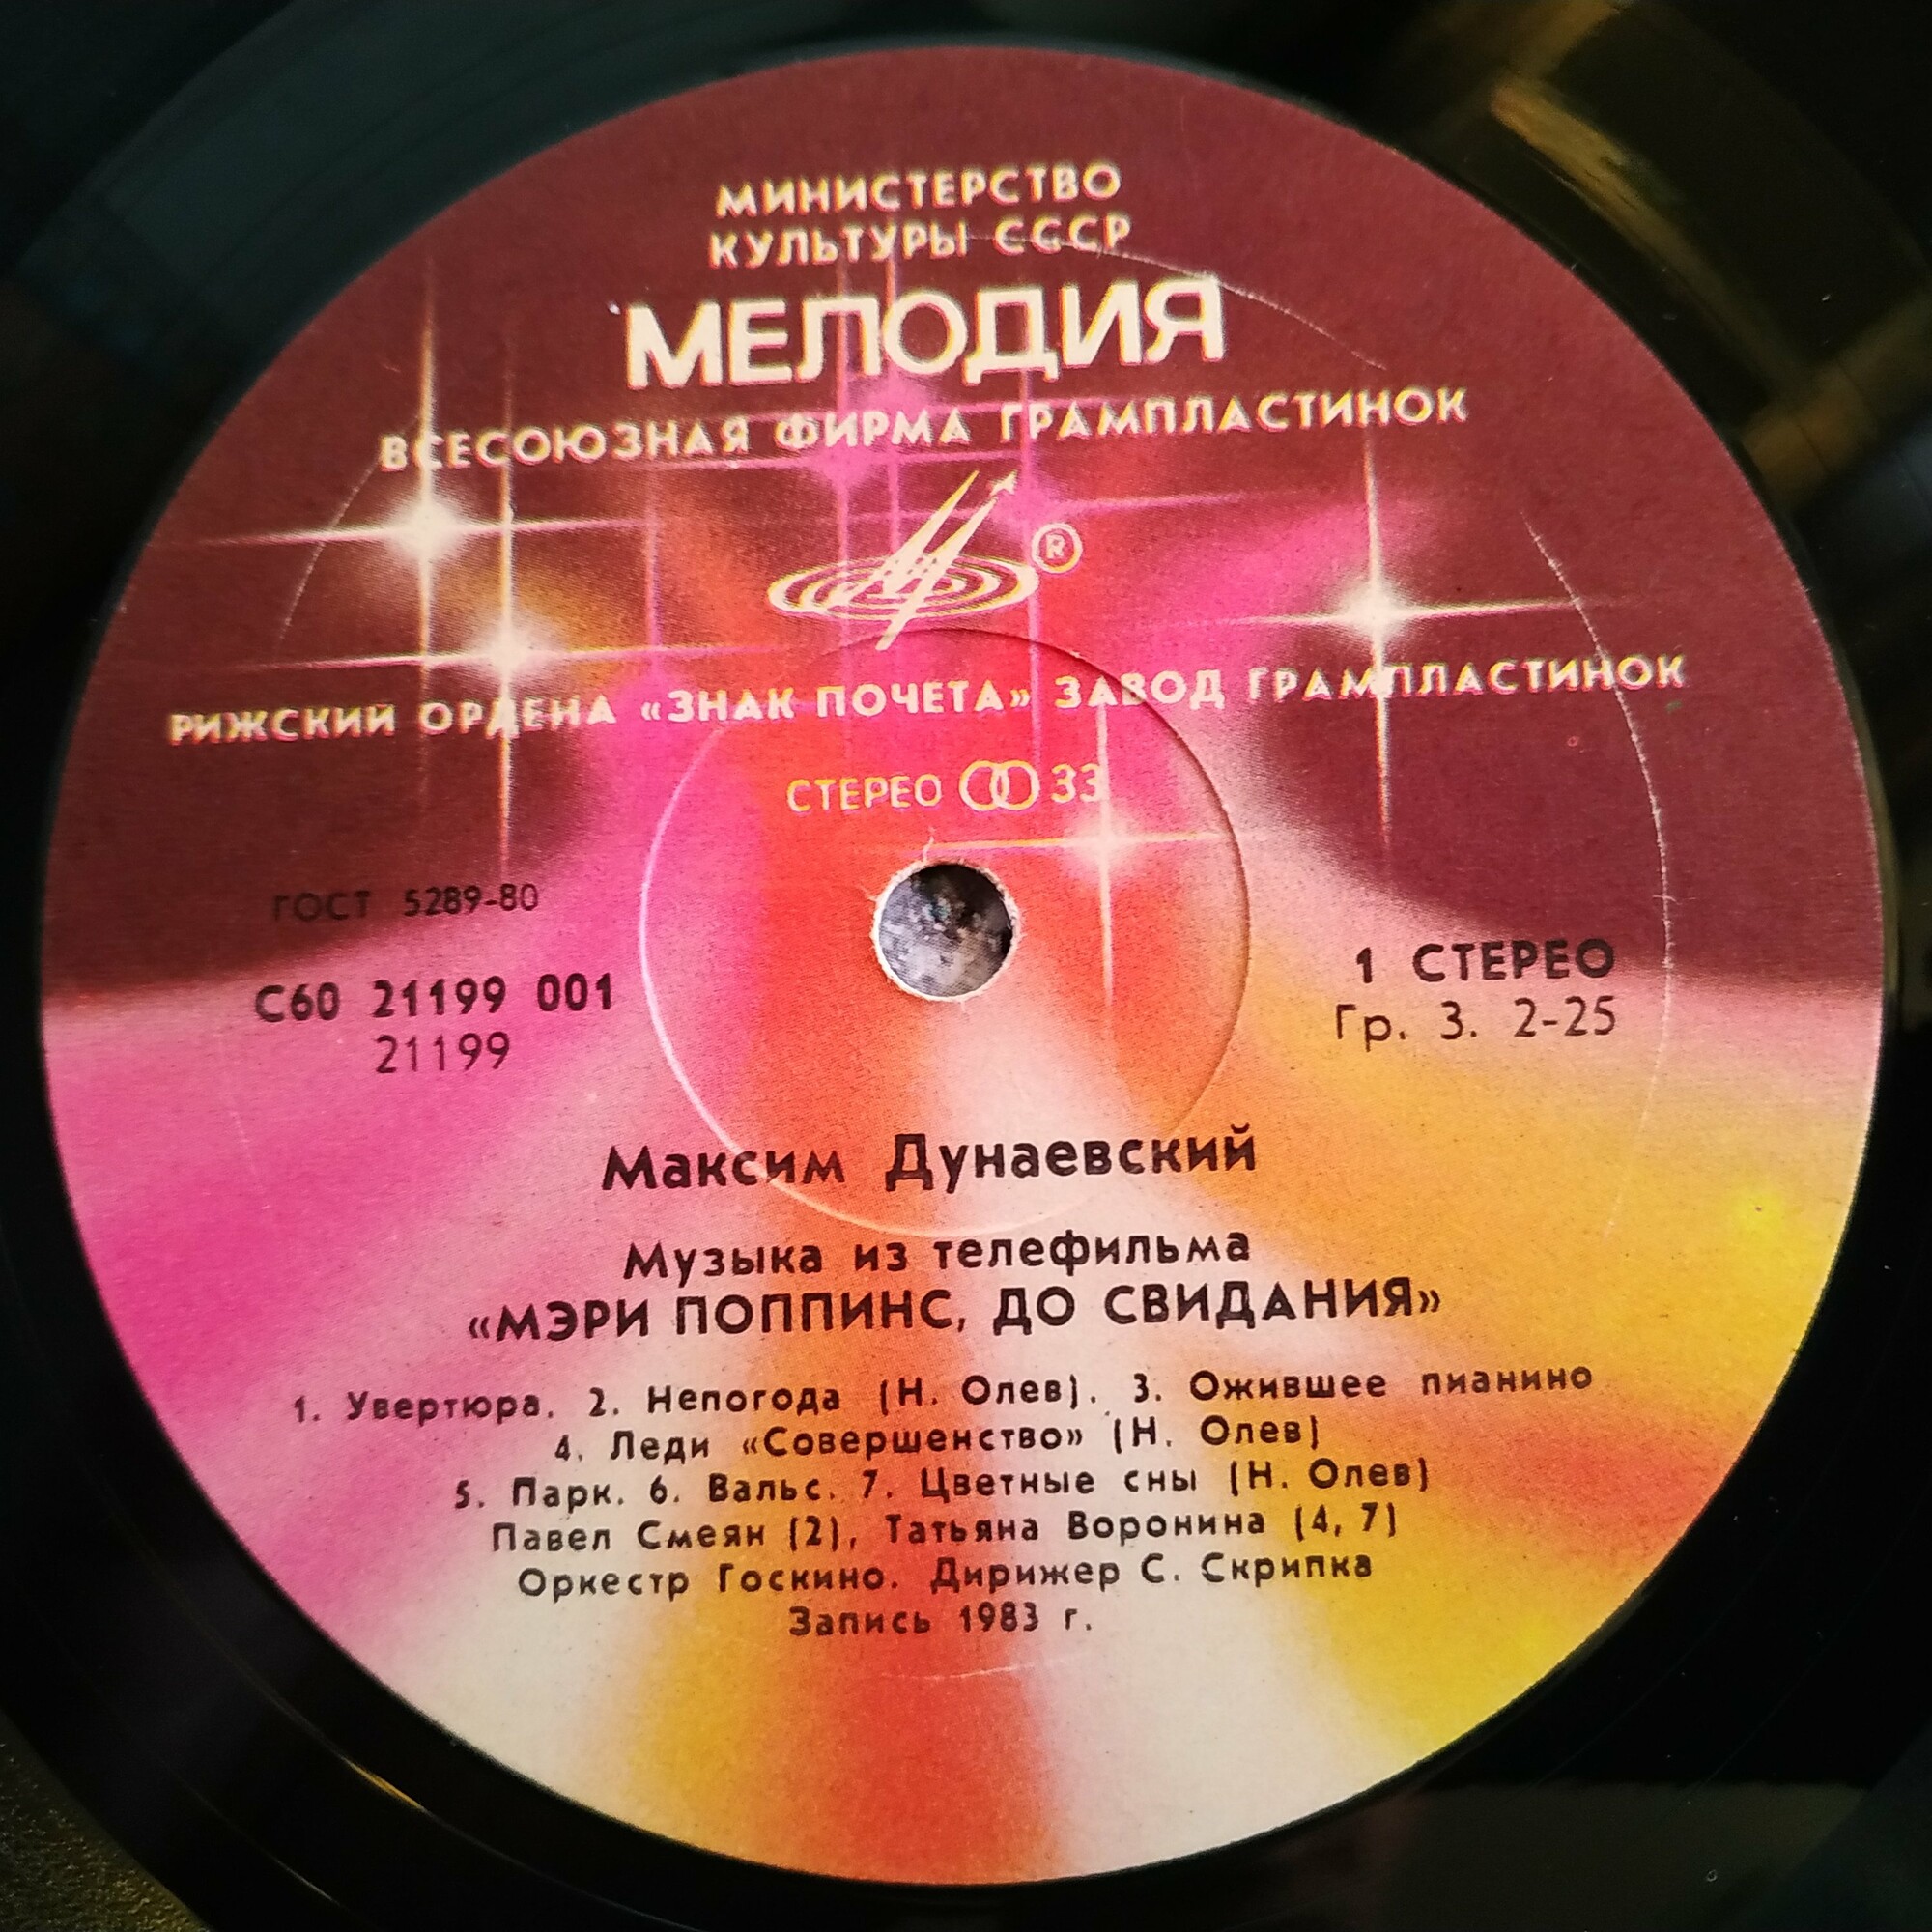 МИНИСТЕРСТВО
КУЛЬТУРЫ СССР
МЕЛОДИЯ
ВСЕСОЮЗНАЯ ФИРМА ГРАМПЛАСТИНОК
®
РИЖСКИЙ ОРДЕНА «ЗНАК ПОЧЕТА» ЗАВОД ГРАМПЛАСТИНОК
СТЕРЕО 33
ГОСТ 5289-80
С60 21199 001
21199
1 СТЕРЕО
Гр. 3. 2-25
Максим Дунаевский
Музыка из телефильма
«МЭРИ ПОППИНС, ДО СВИДАНИЯ»
1. Увертюра. 2. Непогода (Н. Олев). 3. Ожившее пианино
4. Леди «Совершенство» (Н. Олев)
5. Парк. 6. Вальс. 7. Цветные сны (Н. Олев)
Павел Смеян (2), Татьяна Воронина (4, 7)
Оркестр Госкино. Дирижер С. Скрипка
Запись 1983 г.